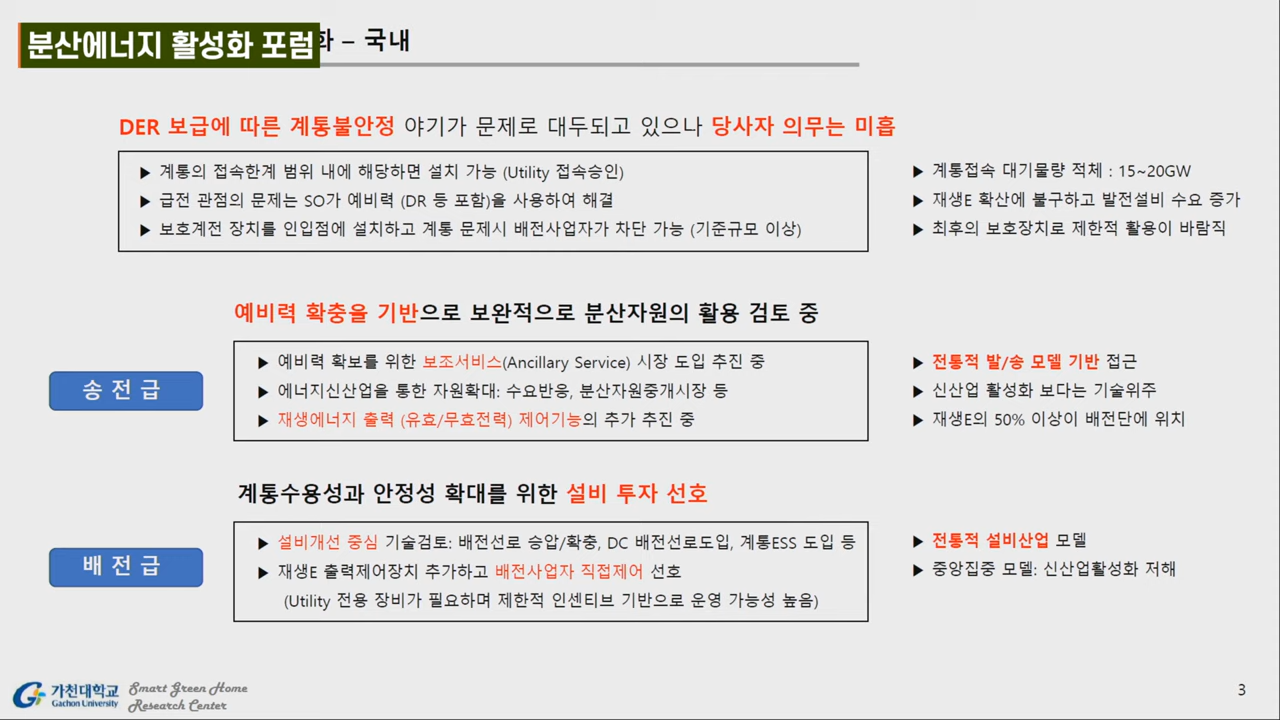 분산에너지 활성화 포럼
화 – 국내
DER 보급에 따른 계통불안정 야기가 문제로 대두되고 있으나 당사자 의무는 미흡
▶ 계통의 접속한계 범위 내에 해당하면 설치 가능 (Utility 접속승인)
▶ 급전 관점의 문제는 SO가 예비력 (DR 등 포함)을 사용하여 해결
▶ 보호계전 장치를 인입점에 설치하고 계통 문제시 배전사업자가 차단 가능 (기준규모 이상)
▶ 계통접속 대기물량 적체 : 15~20GW
▶ 재생E 확산에 불구하고 발전설비 수요 증가
▶ 최후의 보호장치로 제한적 활용이 바람직
예비력 확충을 기반으로 보완적으로 분산자원의 활용 검토 중
송 전 급
▶ 예비력 확보를 위한 보조서비스(Ancillary Service) 시장 도입 추진 중
▶ 에너지신산업을 통한 자원확대: 수요반응, 분산자원중개시장 등
▶ 재생에너지 출력 (유효/무효전력) 제어기능의 추가 추진 중
▶ 전통적 발/송 모델 기반 접근
▶ 신산업 활성화 보다는 기술위주
▶ 재생E의 50% 이상이 배전단에 위치
계통수용성과 안정성 확대를 위한 설비 투자 선호
배 전 급
▶ 설비개선 중심 기술검토: 배전선로 승압/확충, DC 배전선로도입, 계통ESS 도입 등
▶ 재생E 출력제어장치 추가하고 배전사업자 직접제어 선호
(Utility 전용 장비가 필요하며 제한적 인센티브 기반으로 운영 가능성 높음)
▶ 전통적 설비산업 모델
▶ 중앙집중 모델: 신산업활성화 저해
가천대학교
Gachon University
Smart Green Home
Research Center
3